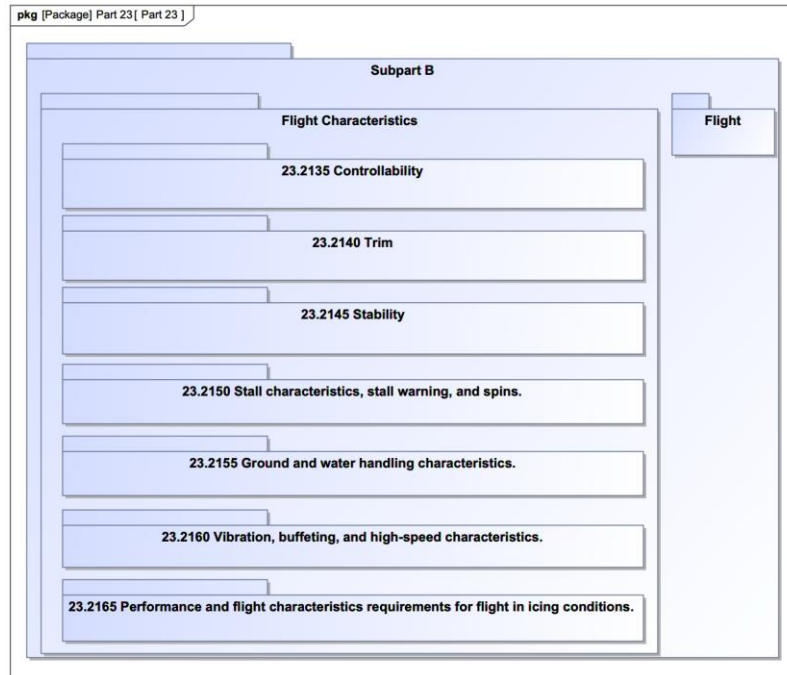 pkg [Package] Part 23 [ Part 23 ]
Subpart B
Flight Characteristics
Flight
23.2135 Controllability
23.2140 Trim
23.2145 Stability
23.2150 Stall characteristics, stall warning, and spins.
23.2155 Ground and water handling characteristics.
23.2160 Vibration, buffeting, and high-speed characteristics.
23.2165 Performance and flight characteristics requirements for flight in icing conditions.